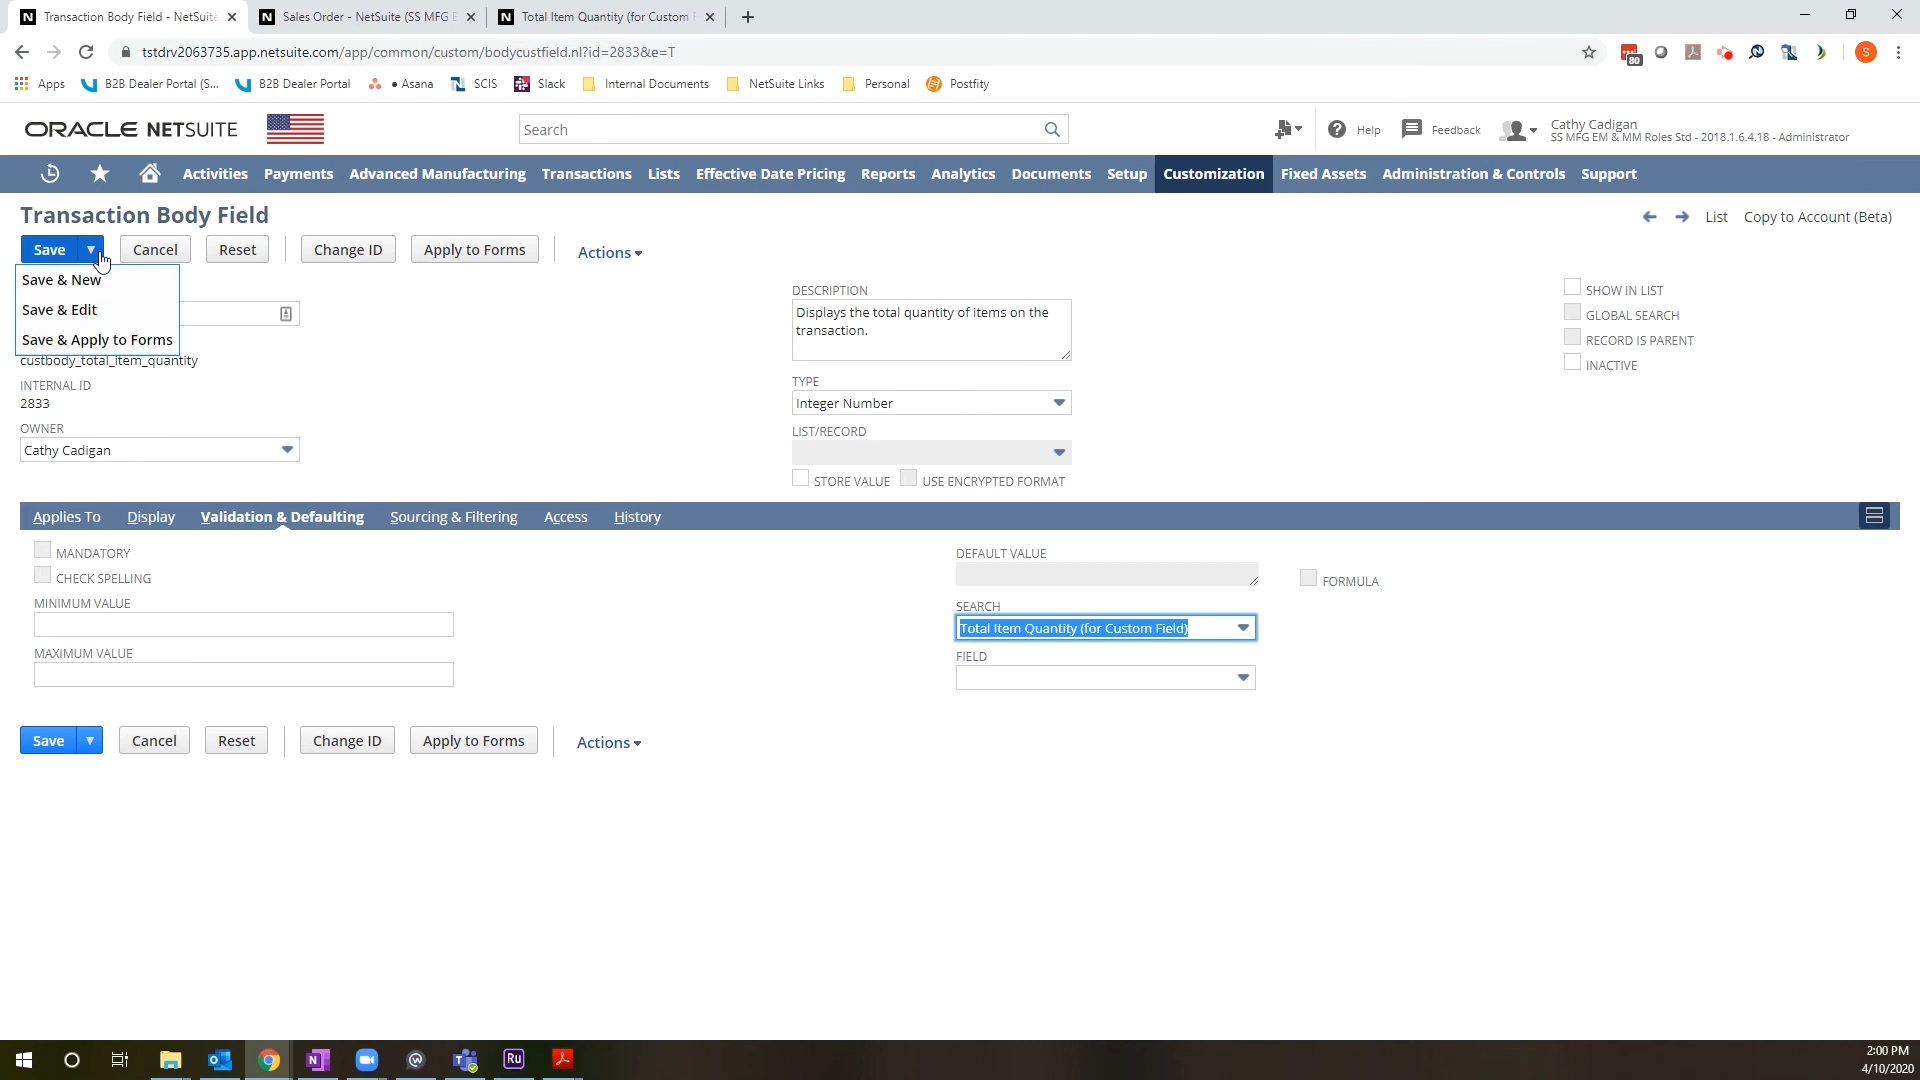 Transaction Body Field - NetSuite
Sales Order - NetSuite (SS MFG E
Total Item Quantity (for Custom F
tstdrv2063735.app.netsuite.com/app/common/custom/bodycustfield.nl?id=2833&e=T
80
S
Apps
B2B Dealer Portal (S...
B2B Dealer Portal
• Asana
SCIS
Slack
Internal Documents
NetSuite Links
Personal
Postfity
ORACLE NETSUITE
Search
Help
Feedback
Cathy Cadigan
SS MFG EM & MM Roles Std - 2018.1.6.4.18 - Administrator
Activities
Payments
Advanced Manufacturing
Transactions
Lists
Effective Date Pricing
Reports
Analytics
Documents
Setup
Customization
Fixed Assets
Administration & Controls
Support
Transaction Body Field
List
Copy to Account (Beta)
Save
Cancel
Reset
Change ID
Apply to Forms
Actions
Save & New
Save & Edit
Save & Apply to Forms
custbody_total_item_quantity
INTERNAL ID
2833
OWNER
Cathy Cadigan
DESCRIPTION
Displays the total quantity of items on the
transaction.
TYPE
Integer Number
LIST/RECORD
STORE VALUE
USE ENCRYPTED FORMAT
SHOW IN LIST
GLOBAL SEARCH
RECORD IS PARENT
INACTIVE
Applies To
Display
Validation & Defaulting
Sourcing & Filtering
Access
History
MANDATORY
CHECK SPELLING
MINIMUM VALUE
MAXIMUM VALUE
DEFAULT VALUE
FORMULA
SEARCH
Total Item Quantity (for Custom Field)
FIELD
Save
Cancel
Reset
Change ID
Apply to Forms
Actions
Ru
2:00 PM
4/10/2020